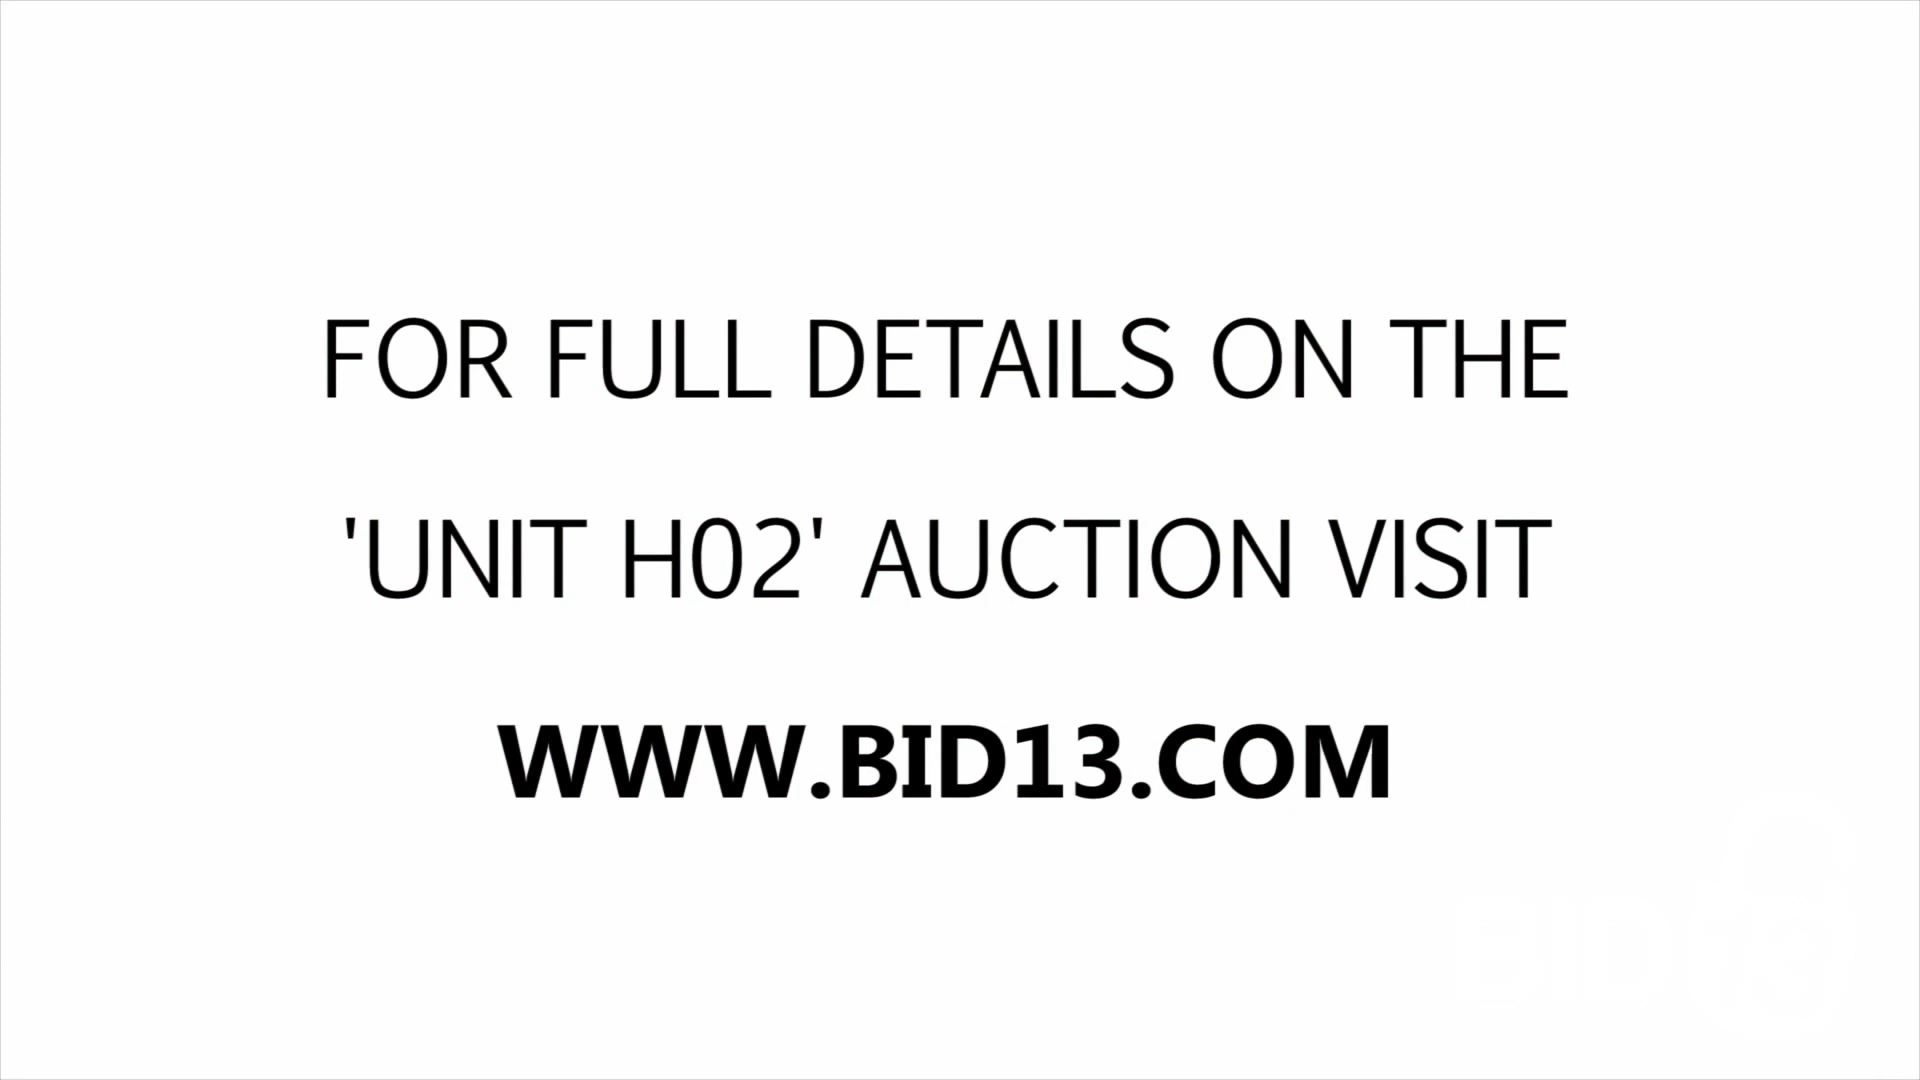 FOR FULL DETAILS ON THE
'UNIT H02' AUCTION VISIT
WWW.BID13.COM